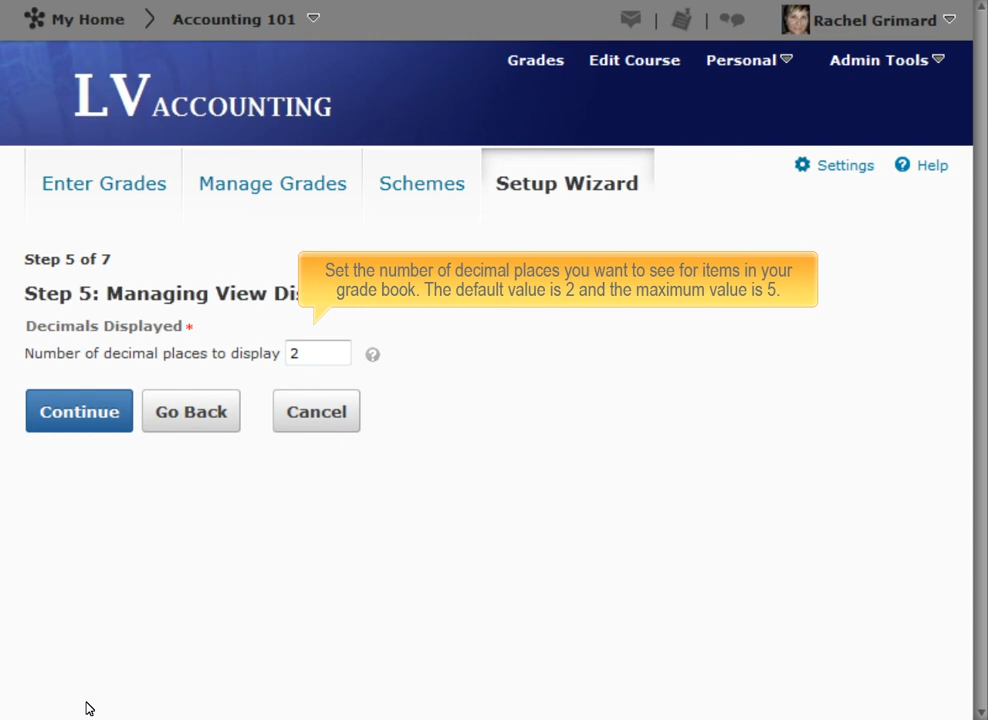 My Home Accounting 101 Rachel Grimard
Grades Edit Course Personal Admin Tools
LV ACCOUNTING
Settings Help
Enter Grades Manage Grades Schemes Setup Wizard
Step 5 of 7
Set the number of decimal places you want to see for items in your
grade book. The default value is 2 and the maximum value is 5.
Step 5: Managing View
Decimals Displayed *
Number of decimal places to display 2 ?
Continue Go Back Cancel